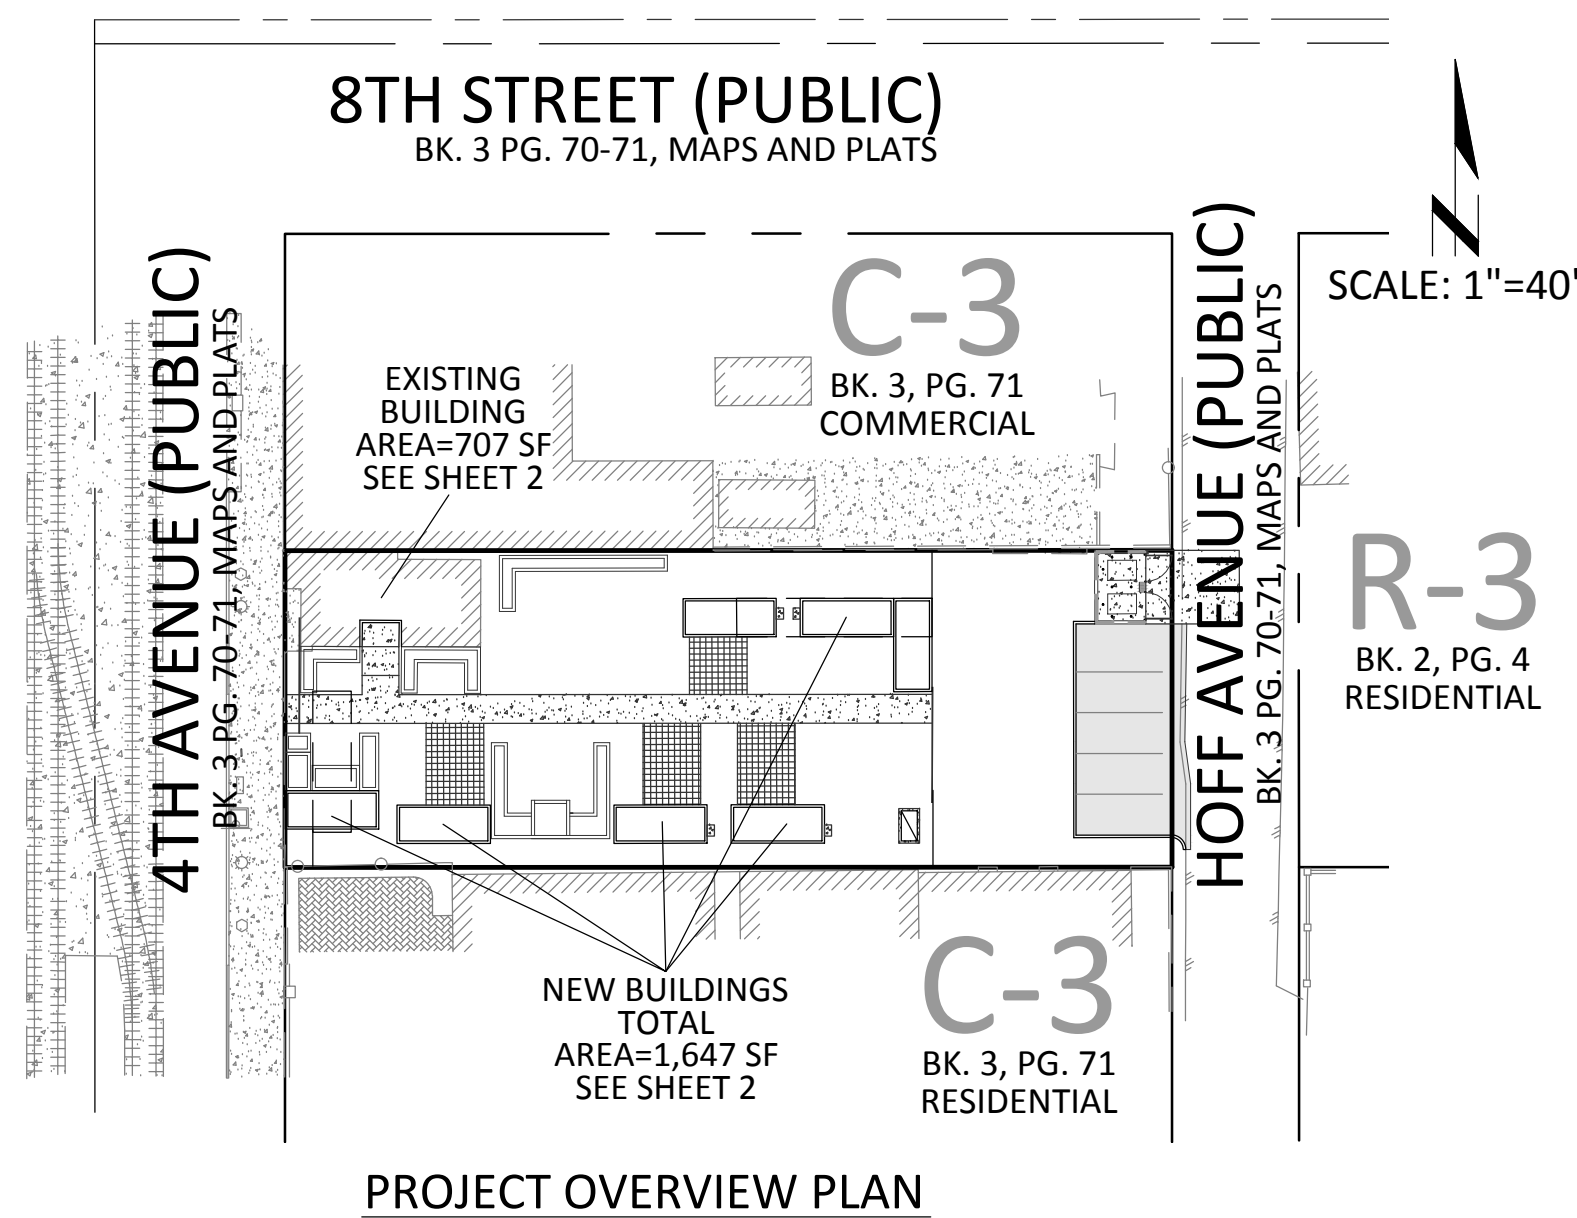 8TH STREET (PUBLIC)
BK. 3 PG. 70-71, MAPS AND PLATS
SCALE: 1"=40'
4TH AVENUE (PUBLIC)
BK. 3 PG. 70-71, MAPS AND PLATS
EXISTING
BUILDING
AREA=707 SF
SEE SHEET 2
C-3
BK. 3, PG. 71
COMMERCIAL
HOFF AVENUE (PUBLIC)
BK. 3 PG. 70-71, MAPS AND PLATS
R-3
BK. 2, PG. 4
RESIDENTIAL
NEW BUILDINGS
TOTAL
AREA=1,647 SF
SEE SHEET 2
C-3
BK. 3, PG. 71
RESIDENTIAL
PROJECT OVERVIEW PLAN